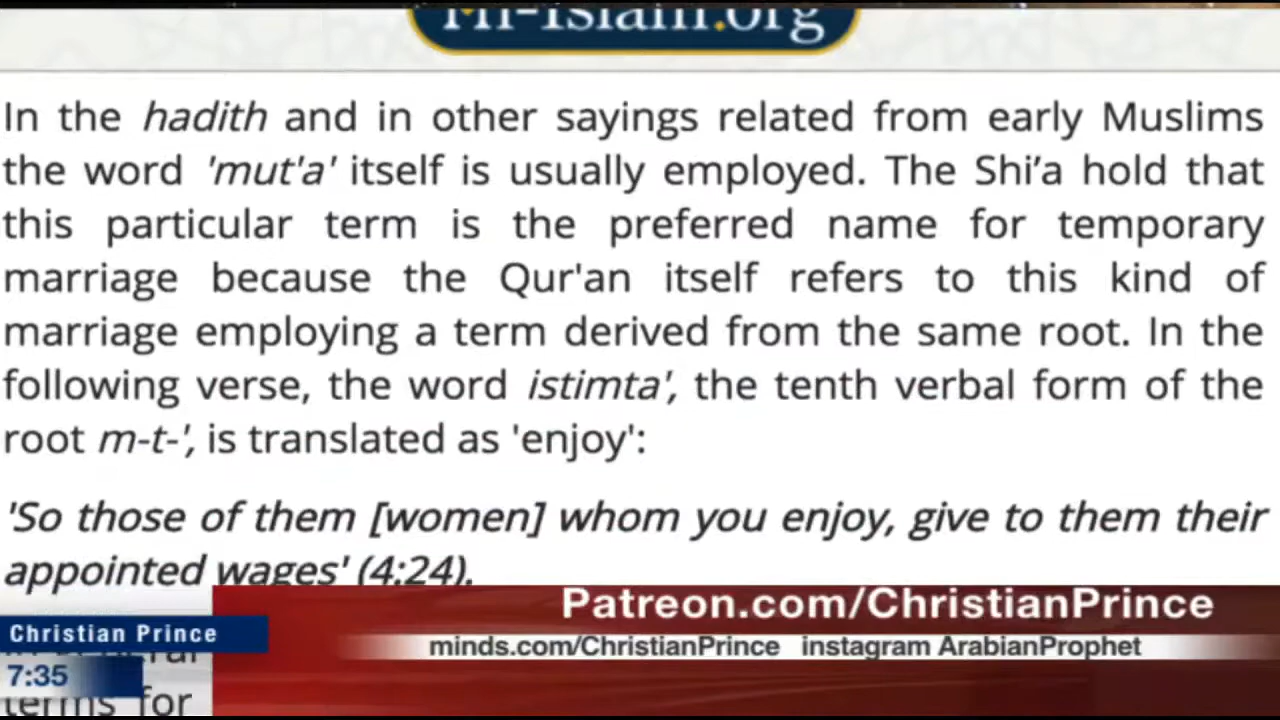 In the hadith and in other sayings related from early Muslims
the word 'mut'a' itself is usually employed. The Shi’a hold that
this particular term is the preferred name for temporary
marriage because the Qur'an itself refers to this kind of
marriage employing a term derived from the same root. In the
following verse, the word istimta', the tenth verbal form of the
root m-t-', is translated as 'enjoy':
'So those of them [women] whom you enjoy, give to them their
appointed wages' (4:24).
Patreon.com/ChristianPrince
Christian Prince
minds.com/ChristianPrince instagram ArabianProphet
7:35
terms for